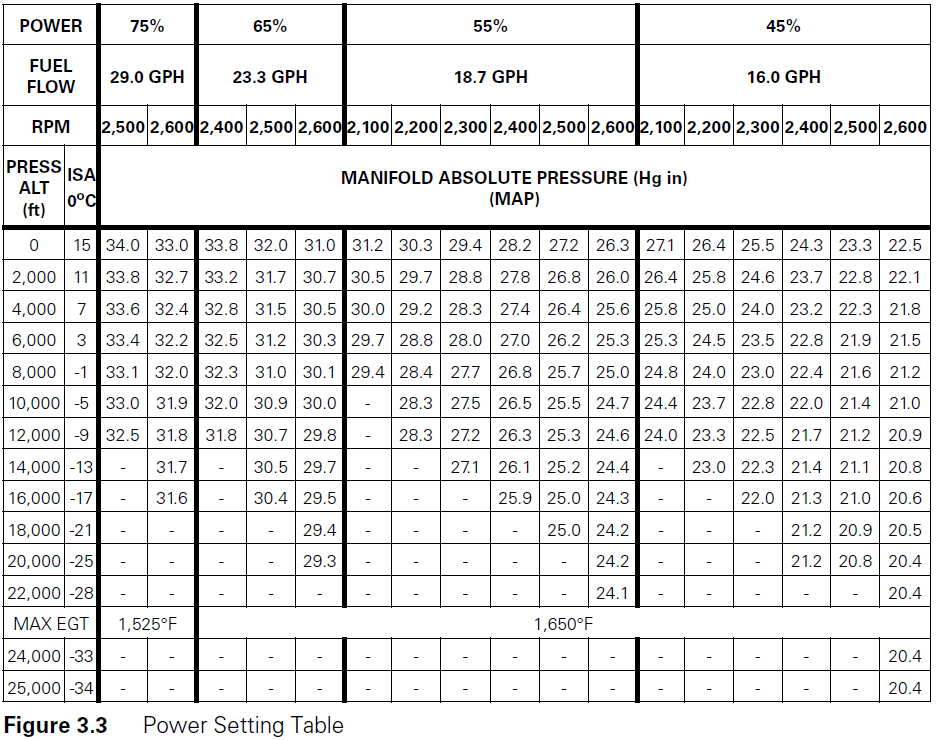 POWER 75% 65% 55% 45%
FUEL FLOW 29.0 GPH 23.3 GPH 18.7 GPH 16.0 GPH
RPM 2,500 2,600 2,400 2,500 2,600 2,100 2,200 2,300 2,400 2,500 2,600 2,100 2,200 2,300 2,400 2,500 2,600
PRESS ALT (ft) ISA 0°C MANIFOLD ABSOLUTE PRESSURE (Hg in)
(MAP)
0 15 34.0 33.0 33.8 32.0 31.0 31.2 30.3 29.4 28.2 27.2 26.3 27.1 26.4 25.5 24.3 23.3 22.5
2,000 11 33.8 32.7 33.2 31.7 30.7 30.5 29.7 28.8 27.8 26.8 26.0 26.4 25.8 24.6 23.7 22.8 22.1
4,000 7 33.6 32.4 32.8 31.5 30.5 30.0 29.2 28.3 27.4 26.4 25.6 25.8 25.0 24.0 23.2 22.3 21.8
6,000 3 33.4 32.2 32.5 31.2 30.3 29.7 28.8 28.0 27.0 26.2 25.3 25.3 24.5 23.5 22.8 21.9 21.5
8,000 -1 33.1 32.0 32.3 31.0 30.1 29.4 28.4 27.7 26.8 25.7 25.0 24.8 24.0 23.0 22.4 21.6 21.2
10,000 -5 33.0 31.9 32.0 30.9 30.0 - 28.3 27.5 26.5 25.5 24.7 24.4 23.7 22.8 22.0 21.4 21.0
12,000 -9 32.5 31.8 31.8 30.7 29.8 - 28.3 27.2 26.3 25.3 24.6 24.0 23.3 22.5 21.7 21.2 20.9
14,000 -13 - 31.7 - 30.5 29.7 - - 27.1 26.1 25.2 24.4 - 23.0 22.3 21.4 21.1 20.8
16,000 -17 - 31.6 - 30.4 29.5 - - - 25.9 25.0 24.3 - - 22.0 21.3 21.0 20.6
18,000 -21 - - - - 29.4 - - - - 25.0 24.2 - - - 21.2 20.9 20.5
20,000 -25 - - - - 29.3 - - - - - 24.2 - - - 21.2 20.8 20.4
22,000 -28 - - - - - - - - - - 24.1 - - - - - 20.4
MAX EGT 1,525°F 1,650°F
24,000 -33 - - - - - - - - - - - - - - - - 20.4
25,000 -34 - - - - - - - - - - - - - - - - 20.4
Figure 3.3 Power Setting Table